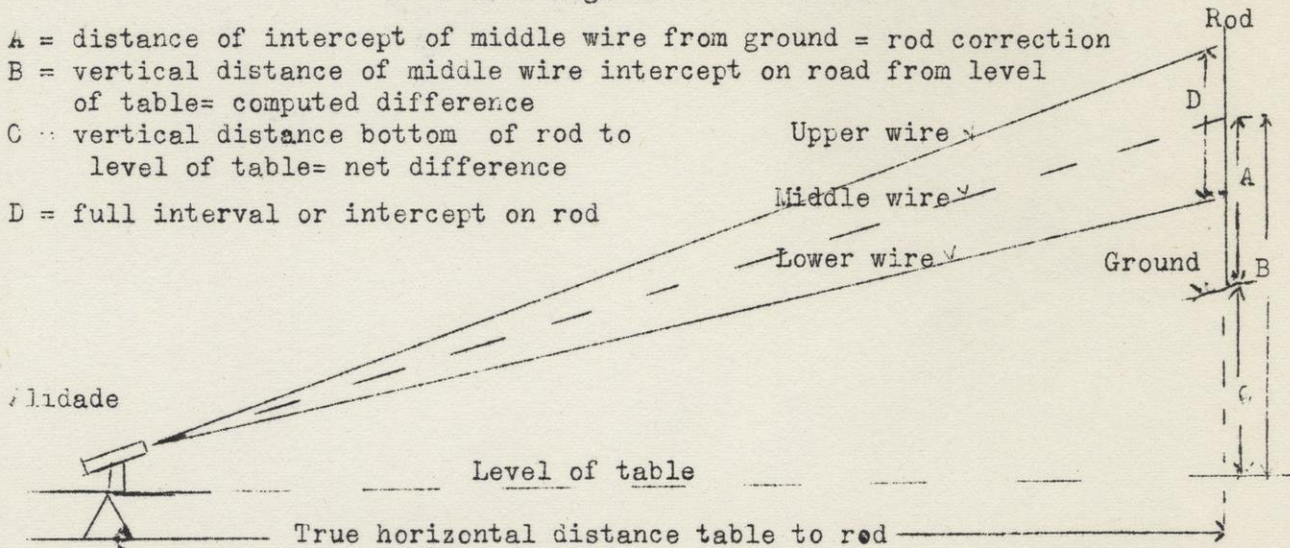 Rod
A = distance of intercept of middle wire from ground = rod correction
B = vertical distance of middle wire intercept on road from level
of table= computed difference
C = vertical distance bottom of rod to
level of table= net difference
D = full interval or intercept on rod
D
Upper wire
A
Middle wire
Lower wire
Ground
B
C
Alidade
Level of table
True horizontal distance table to rod